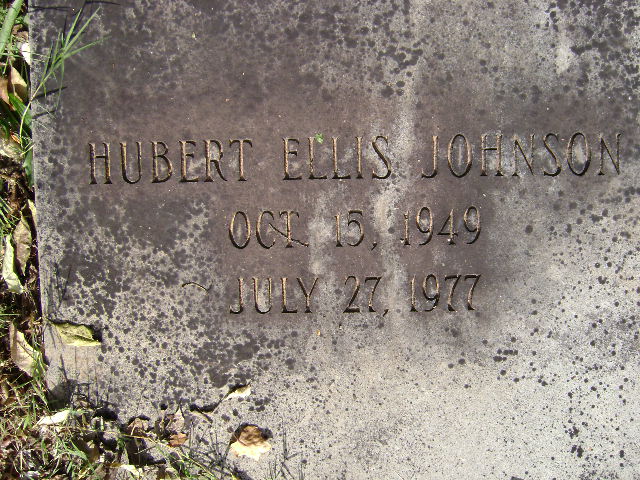 HUBERT ELLIS JOHNSON
OCT. 15, 1949
JULY 27, 1977